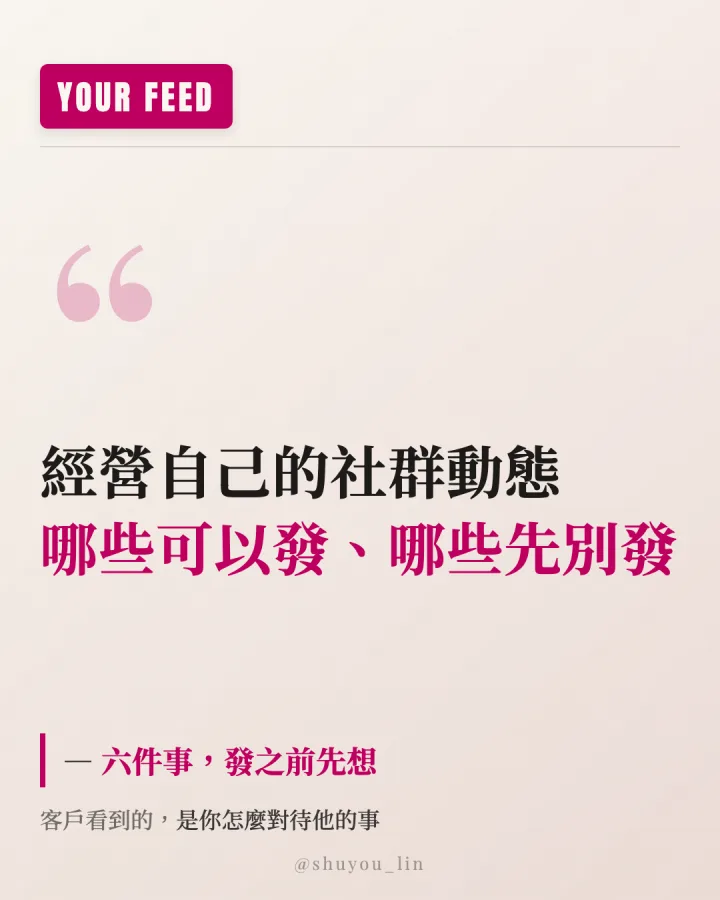 YOUR FEED
“
經營自己的社群動態
哪些可以發、哪些先別發
— 六件事，發之前先想
客戶看到的，是你怎麼對待他的事
@shuyou_lin